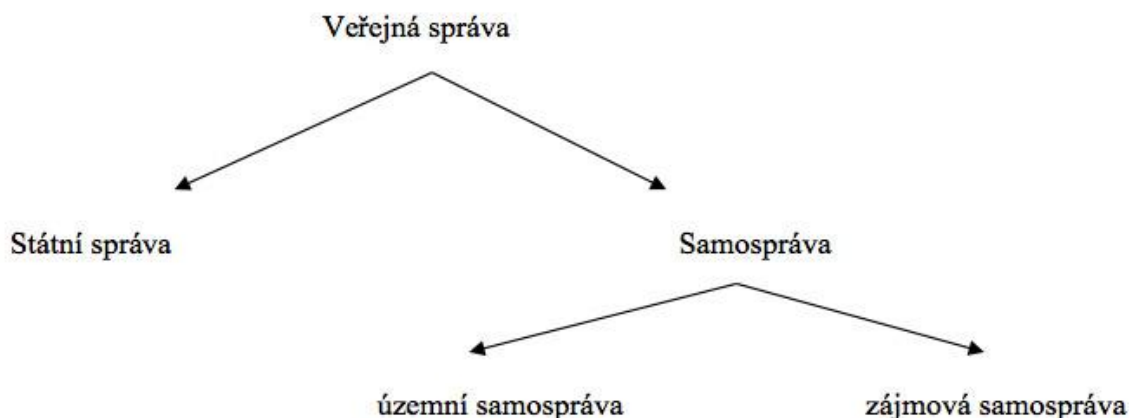 Veřejná správa
Státní správa
Samospráva
územní samospráva
zájmová samospráva